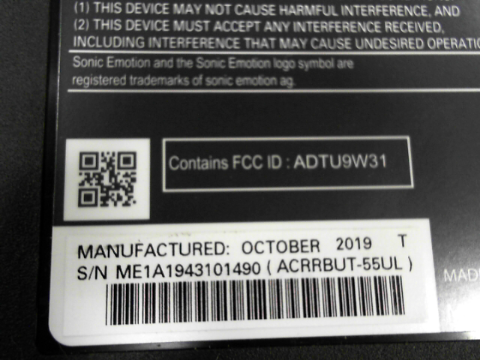 (1) THIS DEVICE MAY NOT CAUSE HARMFUL INTERFERENCE, AND
(2) THIS DEVICE MUST ACCEPT ANY INTERFERENCE RECEIVED,
INCLUDING INTERFERENCE THAT MAY CAUSE UNDESIRED
Sonic Emotion and the Sonic Emotion logo symbol are
registered trademarks of sonic emotion ag.
Contains FCC ID : ADTU9W31
MANUFACTURED: OCTOBER 2019 T
S/N ME1A1943101490 ( ACRRBUT-55UL )